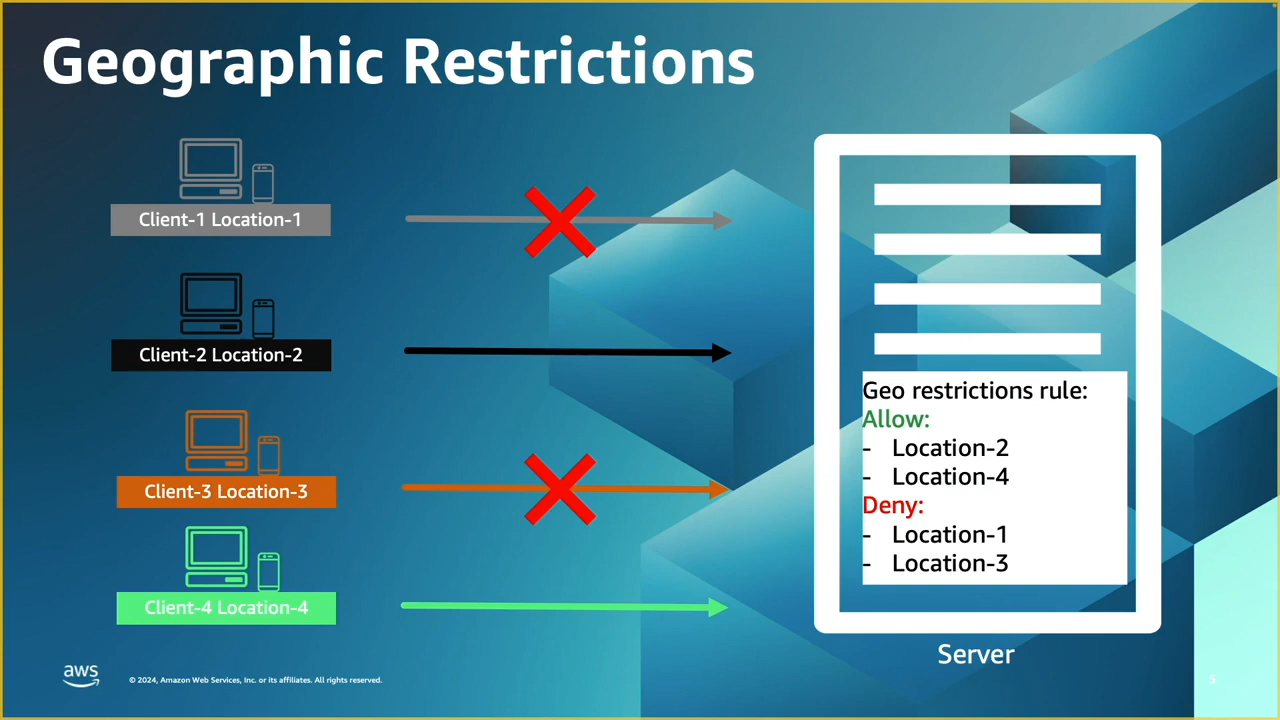 Geographic Restrictions
Client-1 Location-1
Client-2 Location-2
Client-3 Location-3
Client-4 Location-4
Geo restrictions rule:
Allow:
- Location-2
- Location-4
Deny:
- Location-1
- Location-3
Server
aws
© 2024, Amazon Web Services, Inc. or its affiliates. All rights reserved.
5